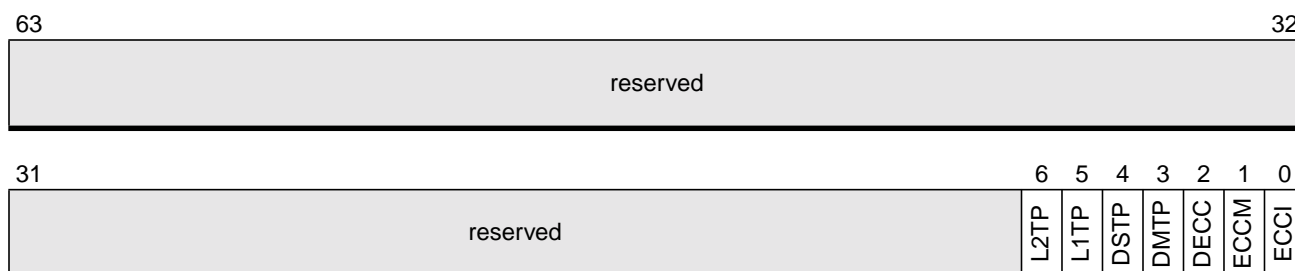 63 32
reserved
31 6 5 4 3 2 1 0
reserved L2TP L1TP DSTP DMTP DECC ECCM ECCI